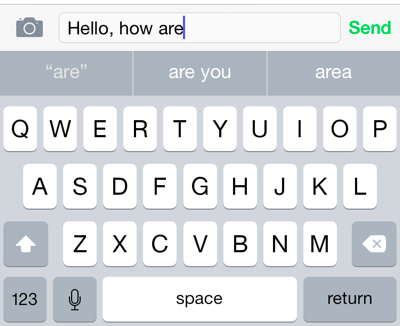 Hello, how are
Send
“are”
are you
area
Q W E R T Y U I O P
A S D F G H J K L
Z X C V B N M
123
space
return